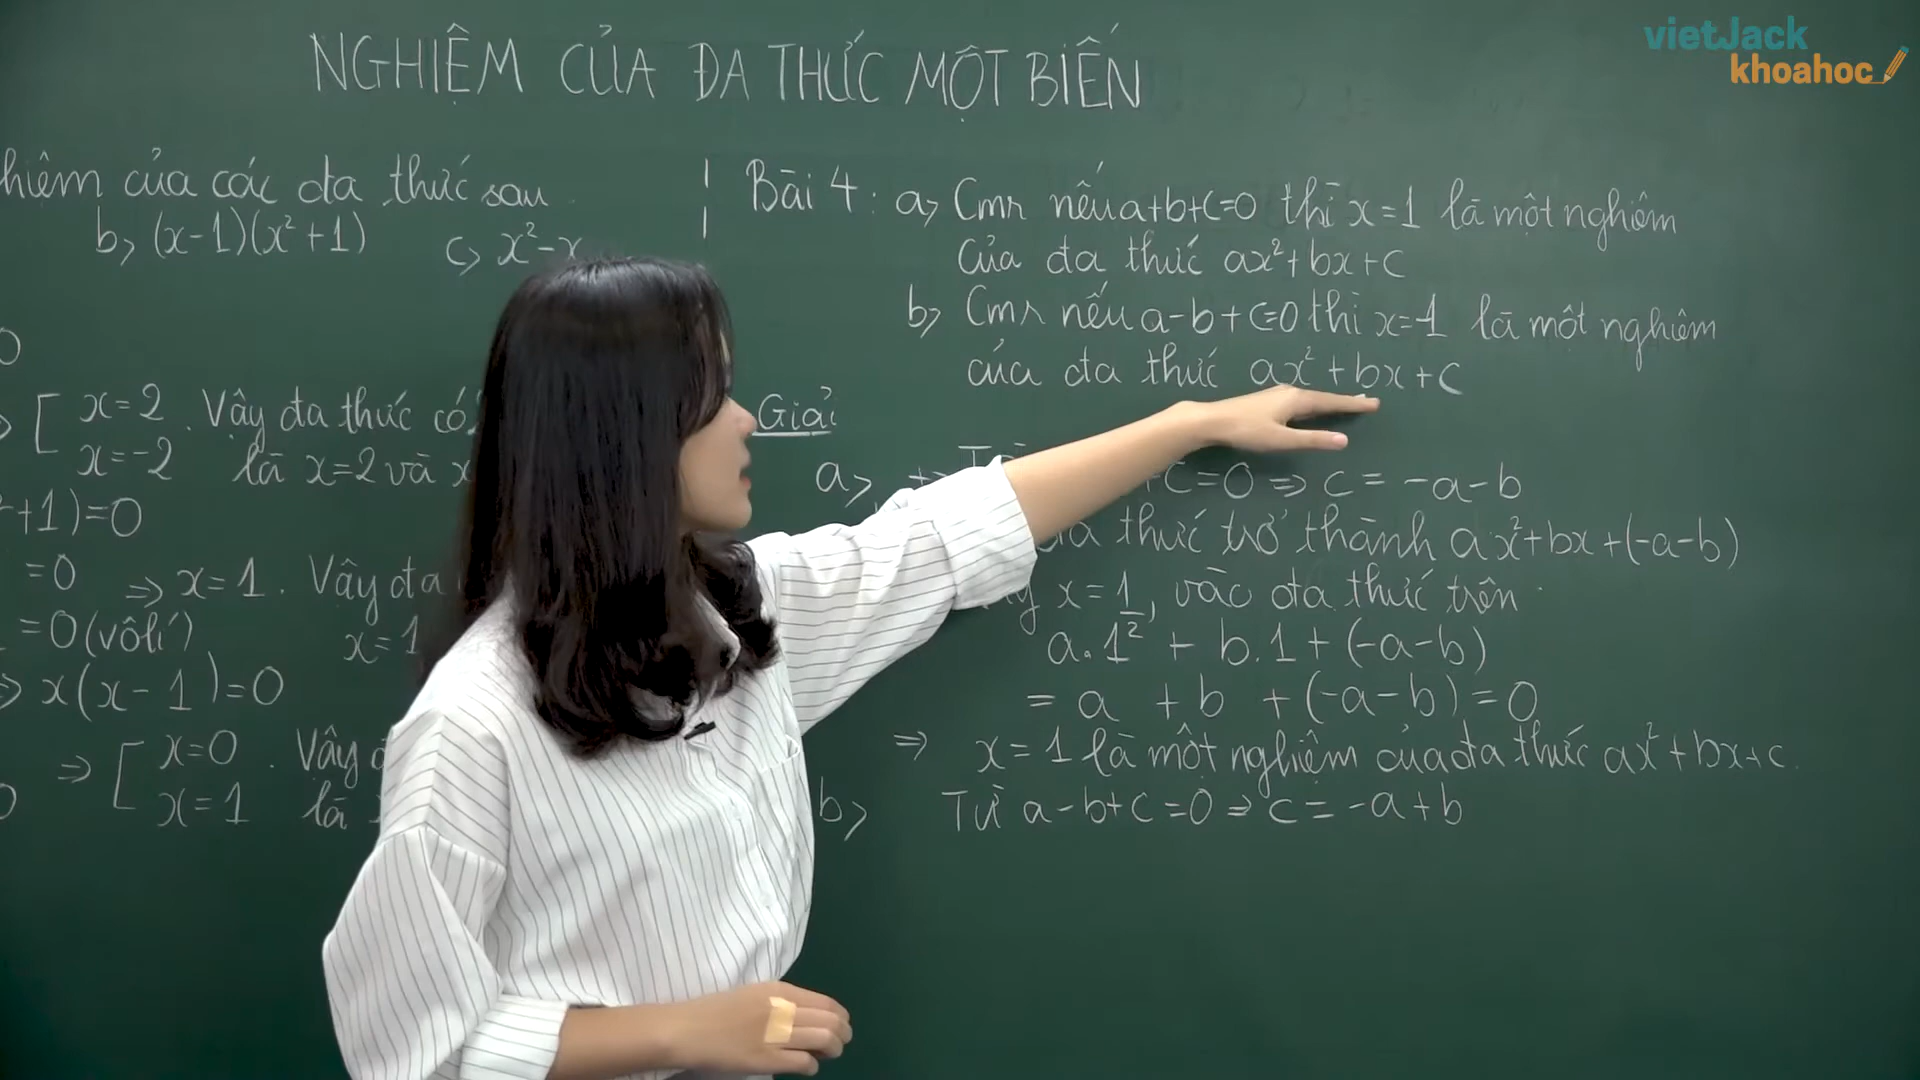 vietJack
khoahoc
NGHIỆM CỦA ĐA THỨC MỘT BIẾN
của các đa thức sau
b> (x-1)(x²+1) c> x²-x
0
[ x=2 . Vậy đa thức có
x=-2 là x=2 và x
+1)=0
=0 => x=1. Vậy đa
=0 (vô lí) x=1
x(x-1)=0
=> [ x=0 . Vậy
x=1 là
Bài 4: a> Cmr nếu a+b+c=0 thì x=1 là một nghiệm
của đa thức ax²+bx+c
b> Cmr nếu a-b+c=0 thì x=-1 là một nghiệm
của đa thức ax²+bx+c
Giải
a> +c=0 => c= -a-b
thức trở thành ax²+bx+(-a-b)
x=1, vào đa thức trên
a.1² + b.1+(-a-b)
= a + b + (-a-b)=0
=> x=1 là một nghiệm của đa thức ax²+bx+c.
b> Từ a-b+c=0 => c= -a+b